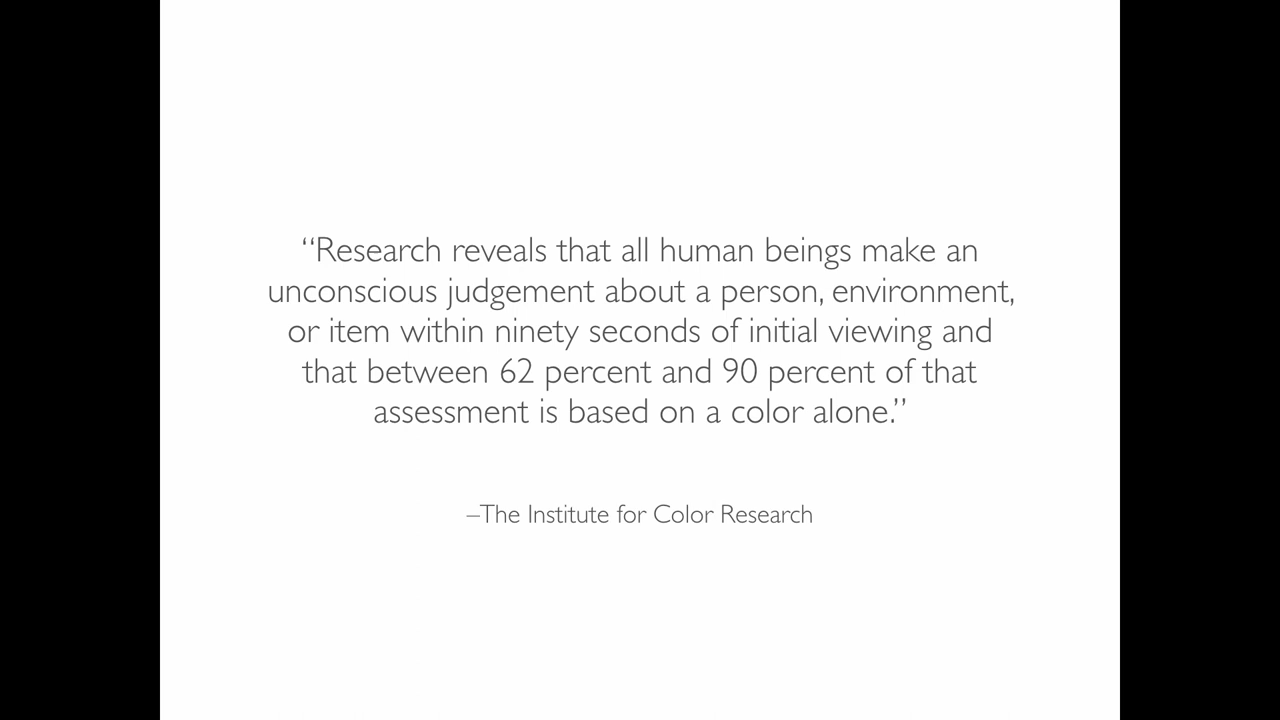 “Research reveals that all human beings make an
unconscious judgement about a person, environment,
or item within ninety seconds of initial viewing and
that between 62 percent and 90 percent of that
assessment is based on a color alone.”
–The Institute for Color Research